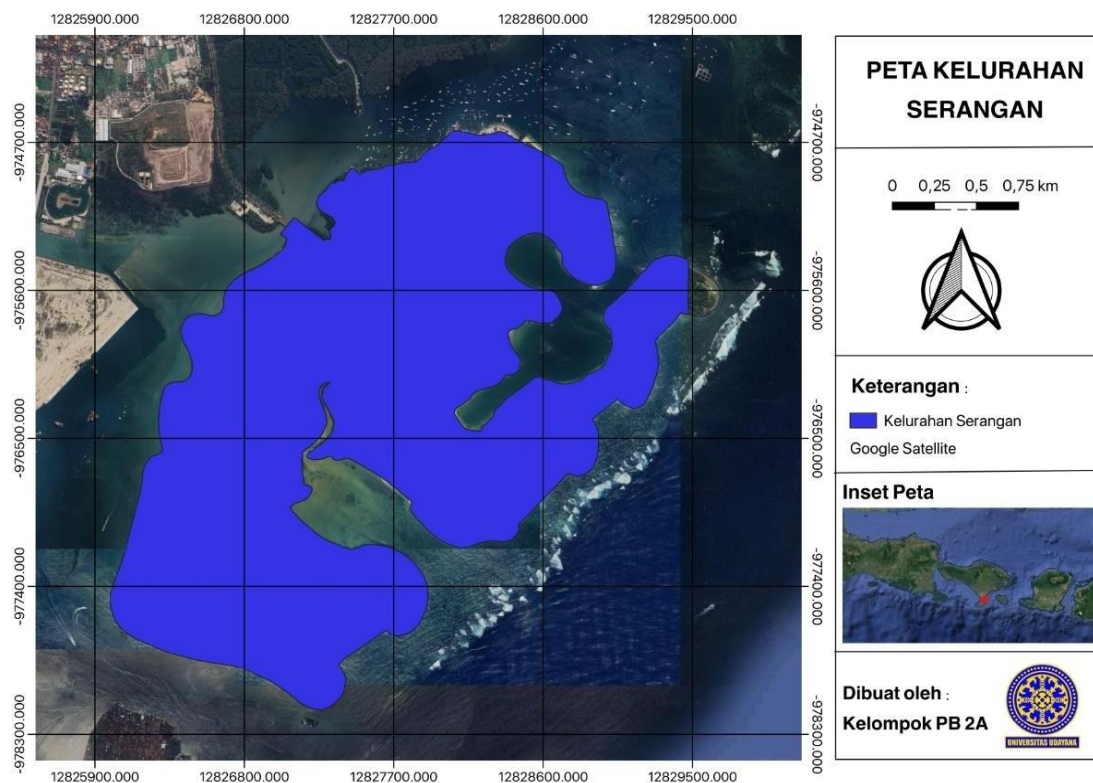 12825900.000 12826800.000 12827700.000 12828600.000 12829500.000
-974700.000
-975600.000
-976500.000
-977400.000
-978300.000
-974700.000
-975600.000
-976500.000
-977400.000
-978300.000
12825900.000 12826800.000 12827700.000 12828600.000 12829500.000
PETA KELURAHAN
SERANGAN
0 0,25 0,5 0,75 km
Keterangan :
Kelurahan Serangan
Google Satellite
Inset Peta
Dibuat oleh :
Kelompok PB 2A
UNIVERSITAS UDAYANA